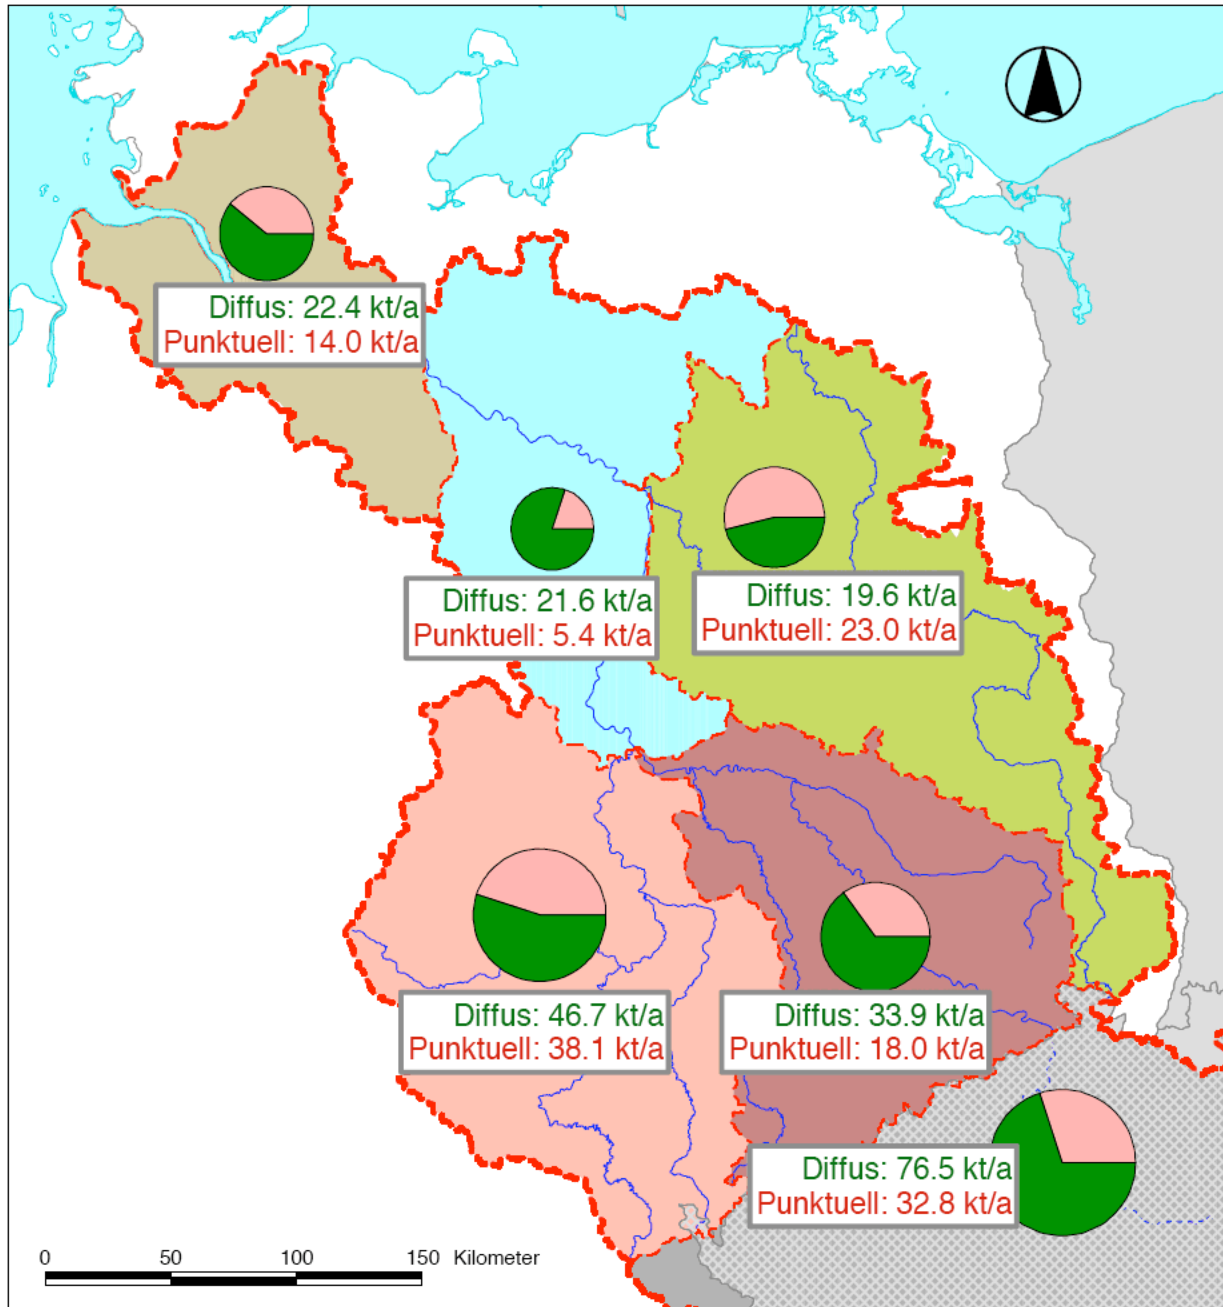 Diffus: 22.4 kt/a
Punktuell: 14.0 kt/a
Diffus: 21.6 kt/a
Punktuell: 5.4 kt/a
Diffus: 19.6 kt/a
Punktuell: 23.0 kt/a
Diffus: 46.7 kt/a
Punktuell: 38.1 kt/a
Diffus: 33.9 kt/a
Punktuell: 18.0 kt/a
Diffus: 76.5 kt/a
Punktuell: 32.8 kt/a
0 50 100 150 Kilometer